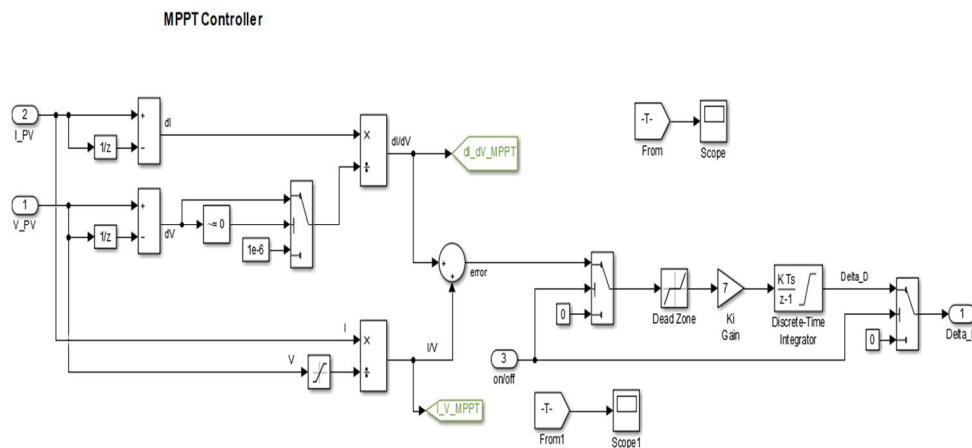 MPPT Controller
2
I_PV
1/z
+
−
dI
1
V_PV
1/z
+
−
dV
~= 0
1e-6
×
÷
dI/dV
dI_dV_MPPT
-T-
From
Scope
+
+
error
I
V
×
÷
I/V
I_V_MPPT
0
3
on/off
Dead Zone
7
Ki
Gain
K Ts
z-1
Discrete-Time
Integrator
Delta_D
0
1
Delta_
-T-
From1
Scope1